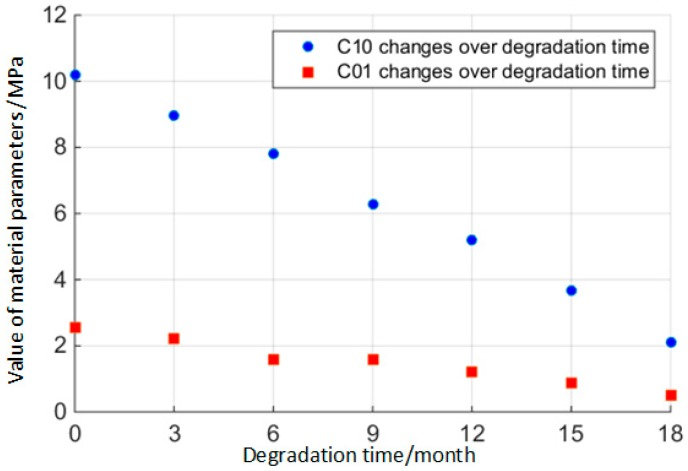 12
10
8
6
4
2
0
Value of material parameters/MPa
C10 changes over degradation time
C01 changes over degradation time
0 3 6 9 12 15 18
Degradation time/month